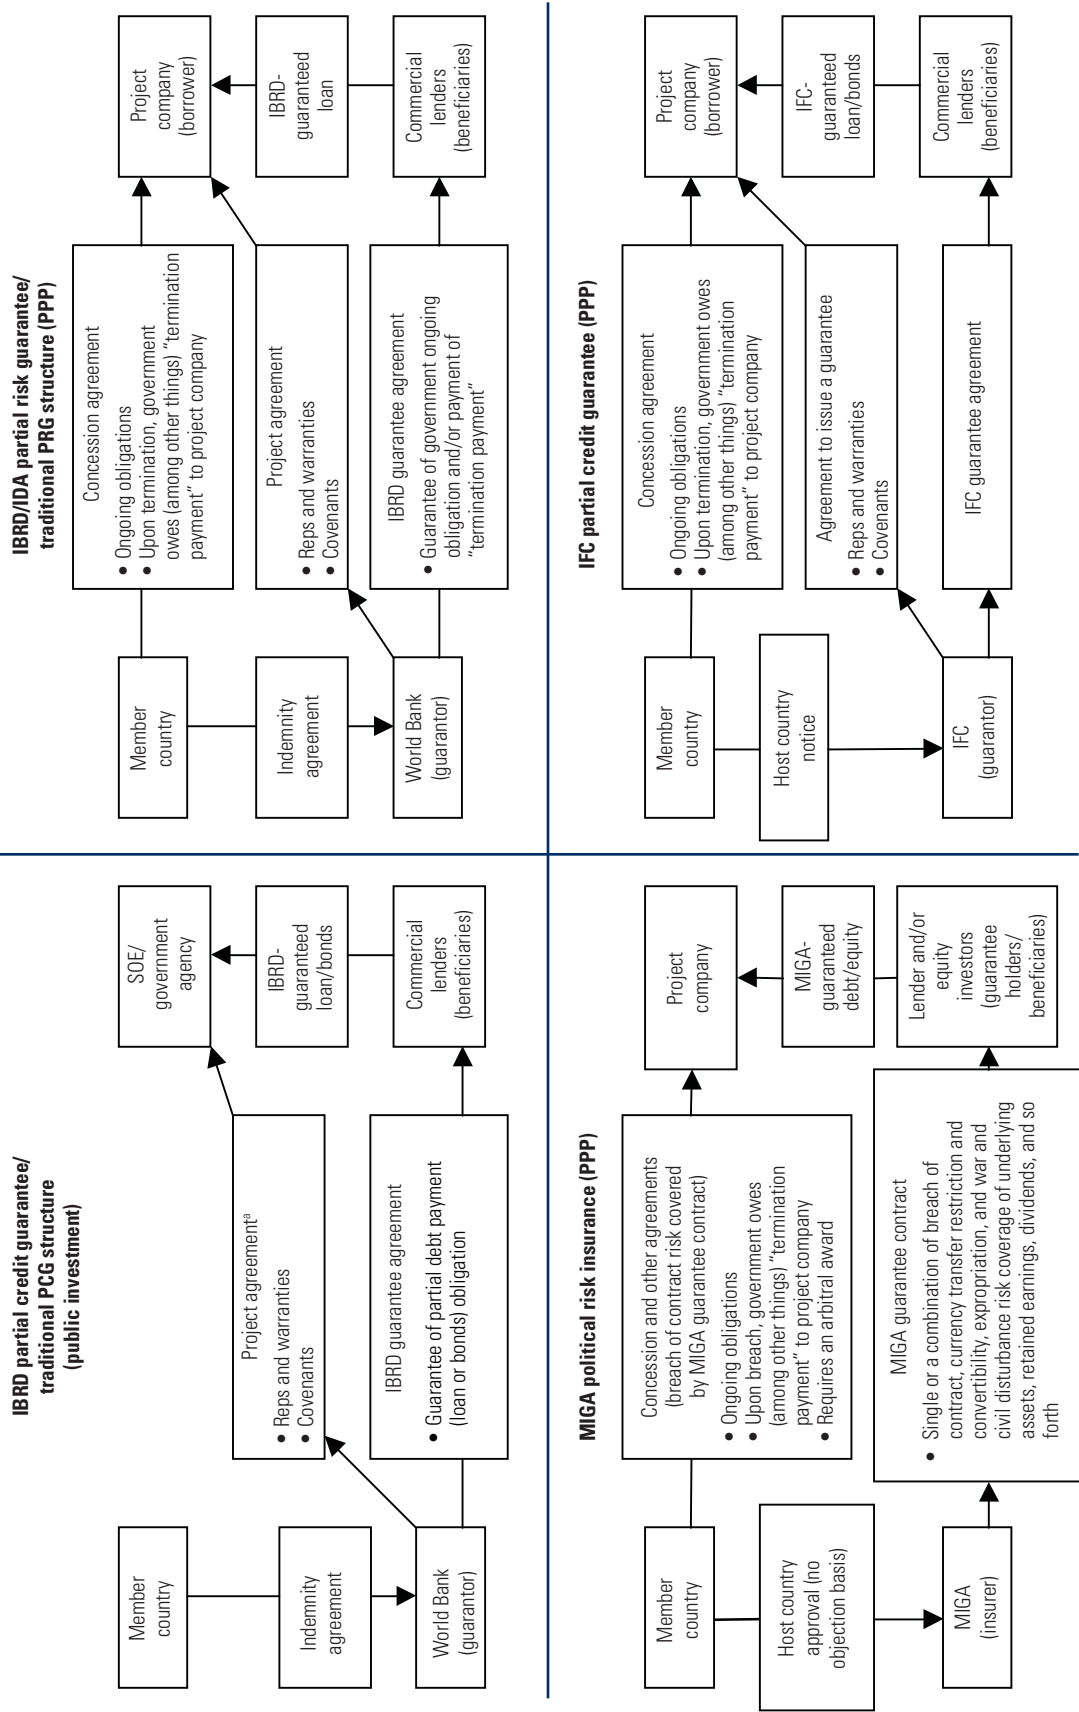 IBRD partial credit guarantee/
traditional PCG structure
(public investment)
Member
country
Indemnity
agreement
World Bank
(guarantor)
Project agreementa
• Reps and warranties
• Covenants
IBRD guarantee agreement
• Guarantee of partial debt payment
(loan or bonds) obligation
SOE/
government
agency
IBRD-
guaranteed
loan/bonds
Commercial
lenders
(beneficiaries)
IBRD/IDA partial risk guarantee/
traditional PRG structure (PPP)
Member
country
Indemnity
agreement
World Bank
(guarantor)
Concession agreement
• Ongoing obligations
• Upon termination, government
owes (among other things) “termination
payment” to project company
Project agreement
• Reps and warranties
• Covenants
IBRD guarantee agreement
• Guarantee of government ongoing
obligation and/or payment of
“termination payment”
Project
company
(borrower)
IBRD-
guaranteed
loan
Commercial
lenders
(beneficiaries)
MIGA political risk insurance (PPP)
Member
country
Host country
approval (no
objection basis)
MIGA
(insurer)
Concession and other agreements
(breach of contract risk covered
by MIGA guarantee contract)
• Ongoing obligations
• Upon breach, government owes
(among other things) “termination
payment” to project company
• Requires an arbitral award
MIGA guarantee contract
• Single or a combination of breach of
contract, currency transfer restriction and
convertibility, expropriation, and war and
civil disturbance risk coverage of underlying
assets, retained earnings, dividends, and so
forth
Project
company
MIGA-
guaranteed
debt/equity
Lender and/or
equity
investors
(guarantee
holders/
beneficiaries)
IFC partial credit guarantee (PPP)
Member
country
Host country
notice
IFC
(guarantor)
Concession agreement
• Ongoing obligations
• Upon termination, government owes
(among other things) “termination
payment” to project company
Agreement to issue a guarantee
• Reps and warranties
• Covenants
IFC guarantee agreement
Project
company
(borrower)
IFC-
guaranteed
loan/bonds
Commercial
lenders
(beneficiaries)